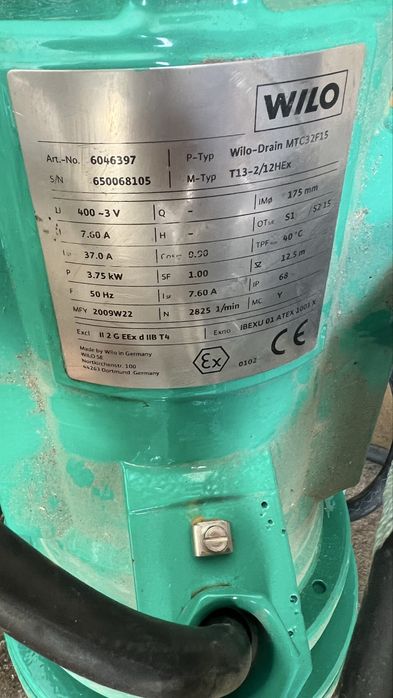 WILO
Art.-No. 6046397 P-Typ Wilo-Drain MTC32F15
S/N 650068105 M-Typ T13-2/12HEx
U 400 ~3 V Q – IMø 175 mm
7.60 A H – OTs S1 / S2 15
37.0 A Cos 0.90 TPF 40 °C
P 3.75 kW SF 1.00 12.5 m
F 50 Hz 7.60 A IP 68
MFY 2009W22 N 2825 1/min MC Y
Excl II 2 G EEx d IIB T4 Exno IBEXU 01 ATEX 1003 X
Made by Wilo in Germany
WILO SE
Nortkirchenstr. 100
44263 Dortmund Germany
Ex 0102 CE